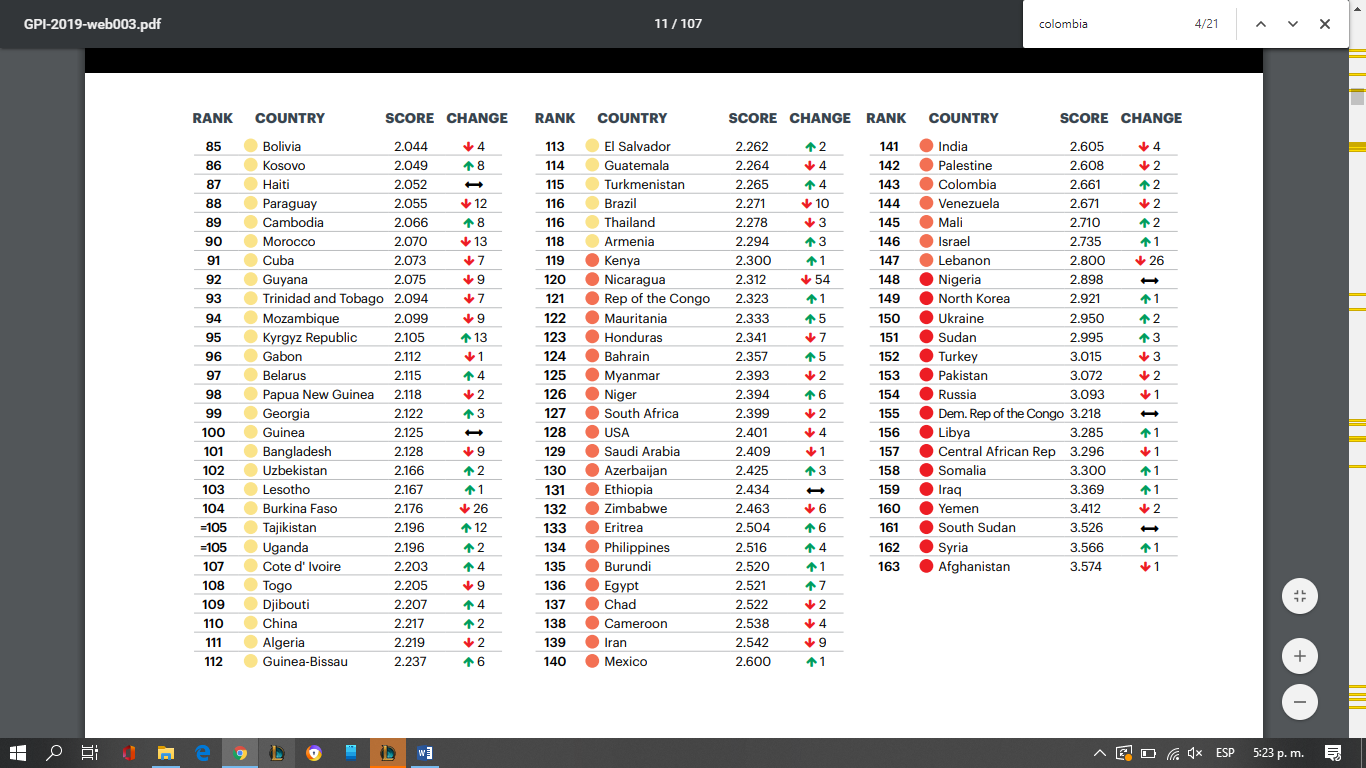 GPI-2019-web003.pdf
11 / 107
colombia 4/21
RANK COUNTRY SCORE CHANGE
85 Bolivia 2.044 4
86 Kosovo 2.049 8
87 Haiti 2.052
88 Paraguay 2.055 12
89 Cambodia 2.066 8
90 Morocco 2.070 13
91 Cuba 2.073 7
92 Guyana 2.075 9
93 Trinidad and Tobago 2.094 7
94 Mozambique 2.099 9
95 Kyrgyz Republic 2.105 13
96 Gabon 2.112 1
97 Belarus 2.115 4
98 Papua New Guinea 2.118 2
99 Georgia 2.122 3
100 Guinea 2.125
101 Bangladesh 2.128 9
102 Uzbekistan 2.166 2
103 Lesotho 2.167 1
104 Burkina Faso 2.176 26
=105 Tajikistan 2.196 12
=105 Uganda 2.196 2
107 Cote d' Ivoire 2.203 4
108 Togo 2.205 9
109 Djibouti 2.207 4
110 China 2.217 2
111 Algeria 2.219 2
112 Guinea-Bissau 2.237 6
RANK COUNTRY SCORE CHANGE
113 El Salvador 2.262 2
114 Guatemala 2.264 4
115 Turkmenistan 2.265 4
116 Brazil 2.271 10
116 Thailand 2.278 3
118 Armenia 2.294 3
119 Kenya 2.300 1
120 Nicaragua 2.312 54
121 Rep of the Congo 2.323 1
122 Mauritania 2.333 5
123 Honduras 2.341 7
124 Bahrain 2.357 5
125 Myanmar 2.393 2
126 Niger 2.394 6
127 South Africa 2.399 2
128 USA 2.401 4
129 Saudi Arabia 2.409 1
130 Azerbaijan 2.425 3
131 Ethiopia 2.434
132 Zimbabwe 2.463 6
133 Eritrea 2.504 6
134 Philippines 2.516 4
135 Burundi 2.520 1
136 Egypt 2.521 7
137 Chad 2.522 2
138 Cameroon 2.538 4
139 Iran 2.542 9
140 Mexico 2.600 1
RANK COUNTRY SCORE CHANGE
141 India 2.605 4
142 Palestine 2.608 2
143 Colombia 2.661 2
144 Venezuela 2.671 2
145 Mali 2.710 2
146 Israel 2.735 1
147 Lebanon 2.800 26
148 Nigeria 2.898
149 North Korea 2.921 1
150 Ukraine 2.950 2
151 Sudan 2.995 3
152 Turkey 3.015 3
153 Pakistan 3.072 2
154 Russia 3.093 1
155 Dem. Rep of the Congo 3.218
156 Libya 3.285 1
157 Central African Rep 3.296 1
158 Somalia 3.300 1
159 Iraq 3.369 1
160 Yemen 3.412 2
161 South Sudan 3.526
162 Syria 3.566 1
163 Afghanistan 3.574 1
ESP 5:23 p. m.